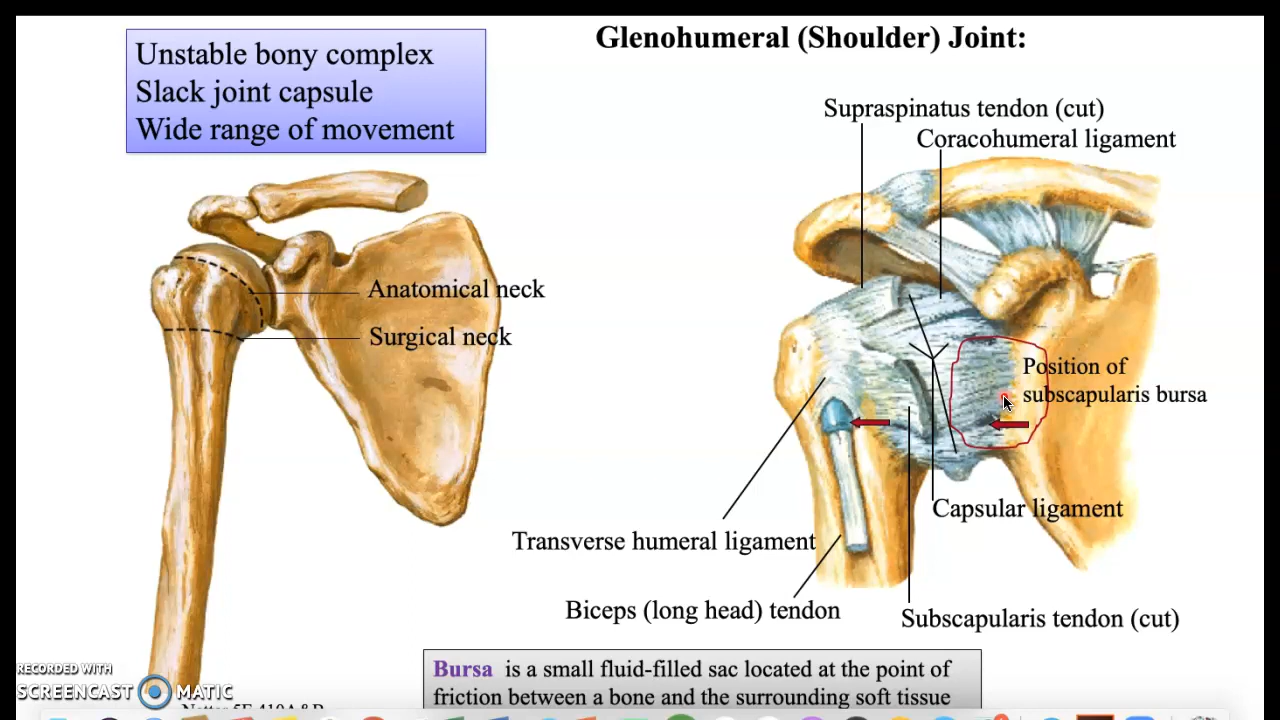 Unstable bony complex
Slack joint capsule
Wide range of movement
Glenohumeral (Shoulder) Joint:
Supraspinatus tendon (cut)
Coracohumeral ligament
Anatomical neck
Surgical neck
Position of
subscapularis bursa
Capsular ligament
Transverse humeral ligament
Biceps (long head) tendon
Subscapularis tendon (cut)
Bursa is a small fluid-filled sac located at the point of
friction between a bone and the surrounding soft tissue
RECORDED WITH
SCREENCAST MATIC